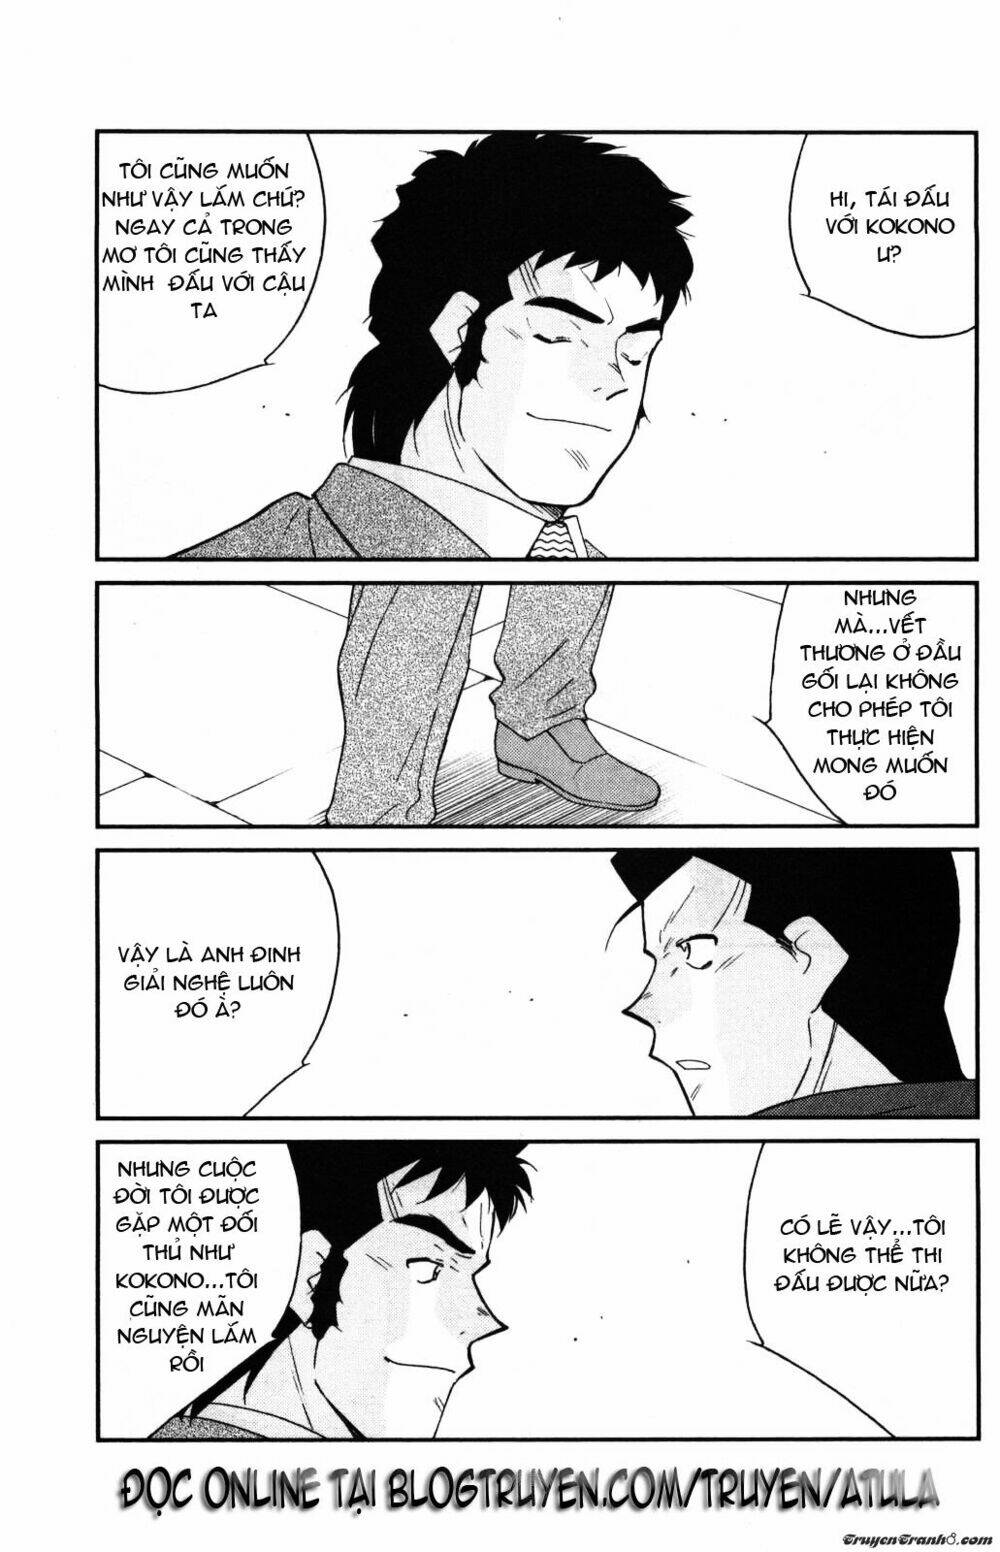 HI, TÁI ĐẤU
VỚI KOKONO
Ư?
TÔI CŨNG MUỐN
NHƯ VẬY LẮM CHỨ?
NGAY CẢ TRONG
MƠ TÔI CŨNG THẤY
MÌNH ĐẤU VỚI CẬU
TA
NHƯNG
MÀ...VẾT
THƯƠNG Ở ĐẦU
GỐI LẠI KHÔNG
CHO PHÉP TÔI
THỰC HIỆN
MONG MUỐN
ĐÓ
VẬY LÀ ANH ĐINH
GIẢI NGHỆ LUÔN
ĐÓ À?
CÓ LẼ VẬY...TÔI
KHÔNG THỂ THI
ĐẤU ĐƯỢC NỮA?
NHƯNG CUỘC
ĐỜI TÔI ĐƯỢC
GẶP MỘT ĐỐI
THỦ NHƯ
KOKONO...TÔI
CŨNG MÃN
NGUYỆN LẮM
RỒI
ĐỌC ONLINE TẠI BLOGTRUYEN.COM/TRUYEN/ATULA
TruyenTranh8.com